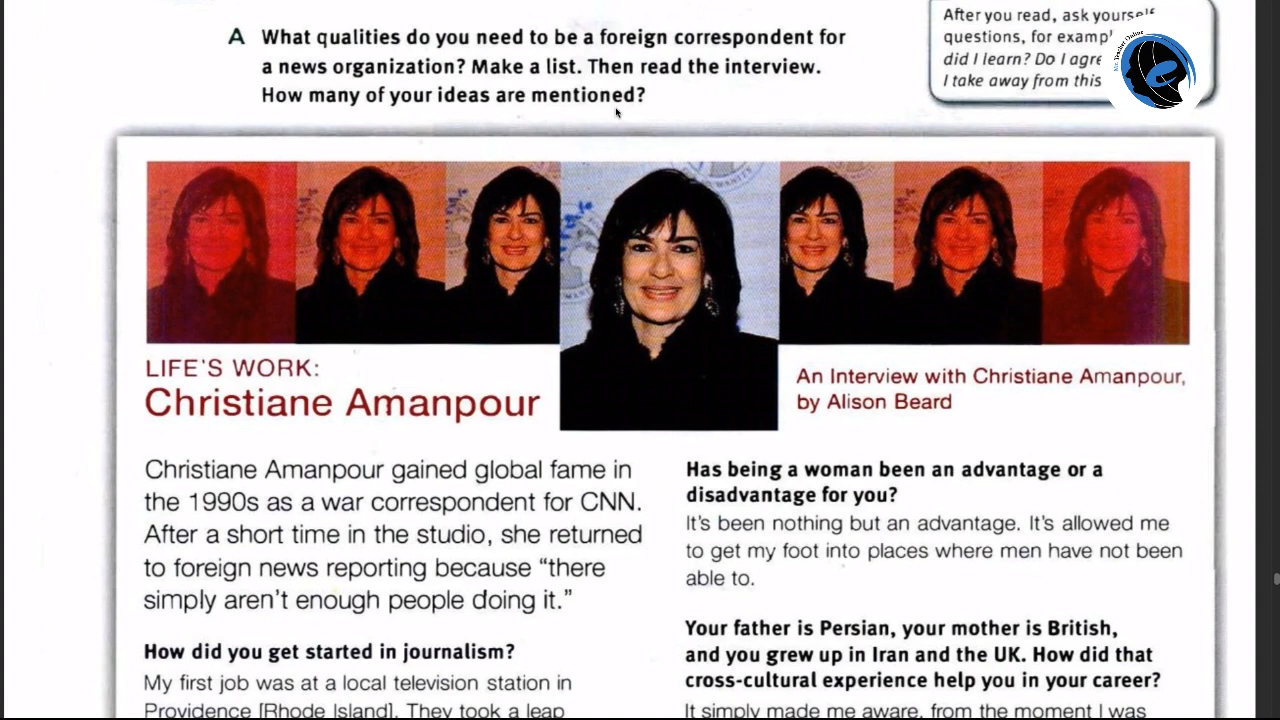 A What qualities do you need to be a foreign correspondent for
a news organization? Make a list. Then read the interview.
How many of your ideas are mentioned?
After you read, ask yourself
questions, for
did I learn? Do I
I take away from this
Teacher Online
LIFE'S WORK:
Christiane Amanpour
An Interview with Christiane Amanpour,
by Alison Beard
Christiane Amanpour gained global fame in
the 1990s as a war correspondent for CNN.
After a short time in the studio, she returned
to foreign news reporting because “there
simply aren't enough people doing it.”
How did you get started in journalism?
My first job was at a local television station in
Providence [Rhode Island]. They took a leap
Has being a woman been an advantage or a
disadvantage for you?
It's been nothing but an advantage. It's allowed me
to get my foot into places where men have not been
able to.
Your father is Persian, your mother is British,
and you grew up in Iran and the UK. How did that
cross-cultural experience help you in your career?
It simply made me aware, from the moment I was